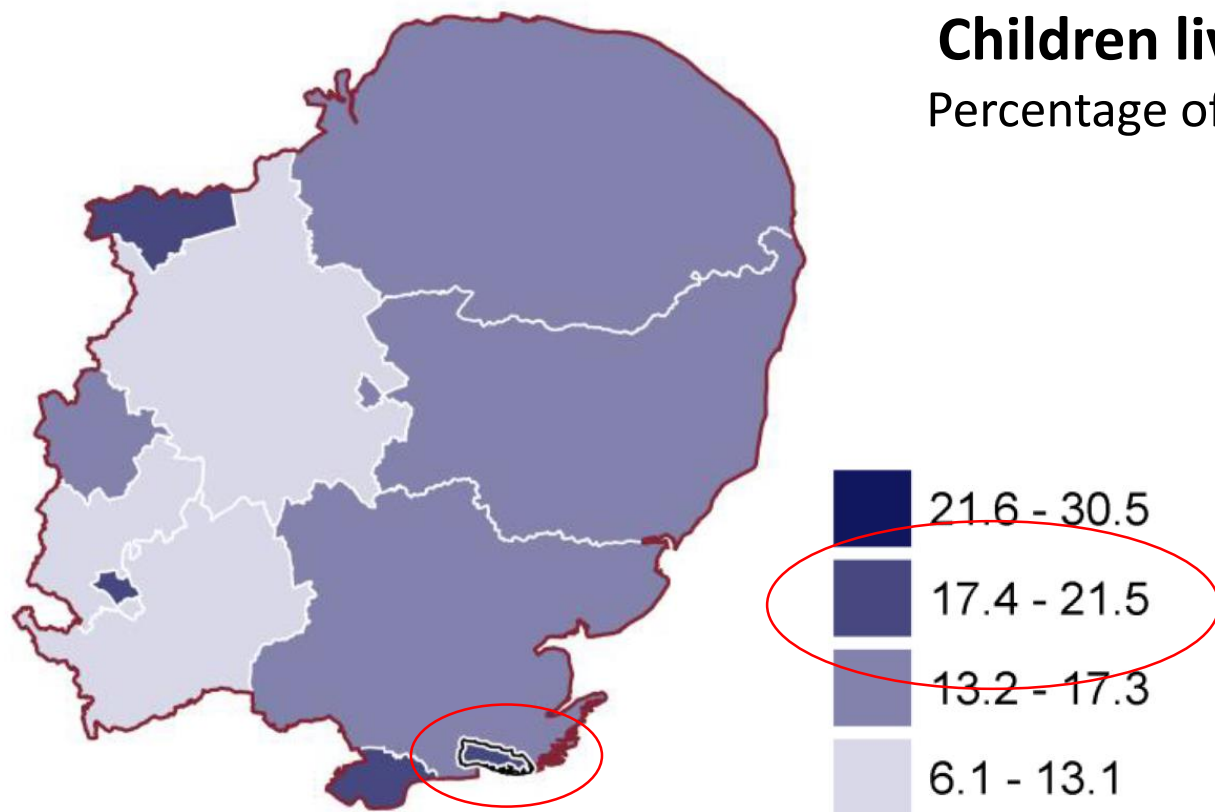 Children liv
Percentage of
21.6 - 30.5
17.4 - 21.5
13.2 - 17.3
6.1 - 13.1